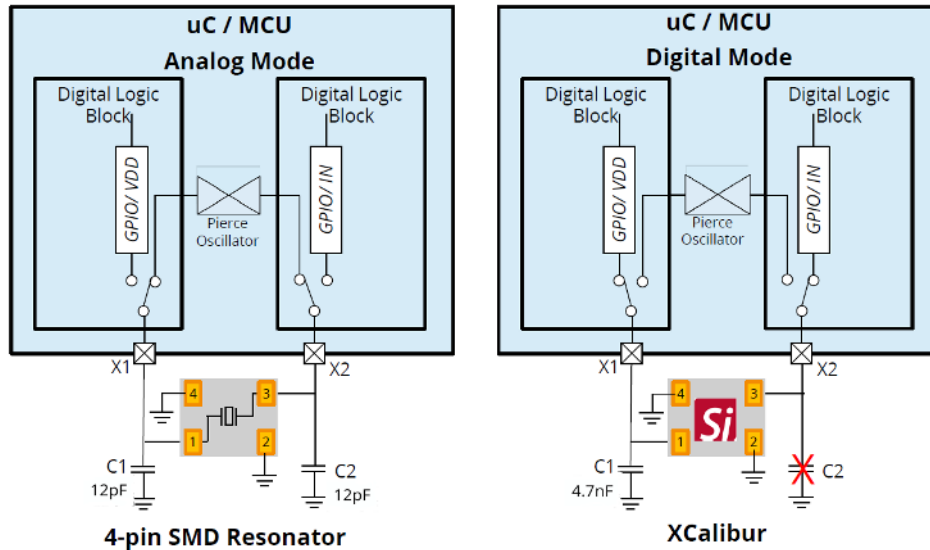 uC / MCU
Analog Mode
Digital Logic
Block
Digital Logic
Block
GPIO/ VDD
GPIO/ IN
Pierce
Oscillator
X1
X2
4
3
1
2
C1
12pF
C2
12pF
4-pin SMD Resonator
uC / MCU
Digital Mode
Digital Logic
Block
Digital Logic
Block
GPIO/ VDD
GPIO/ IN
Pierce
Oscillator
X1
X2
4
3
Si
1
2
C1
4.7nF
C2
XCalibur